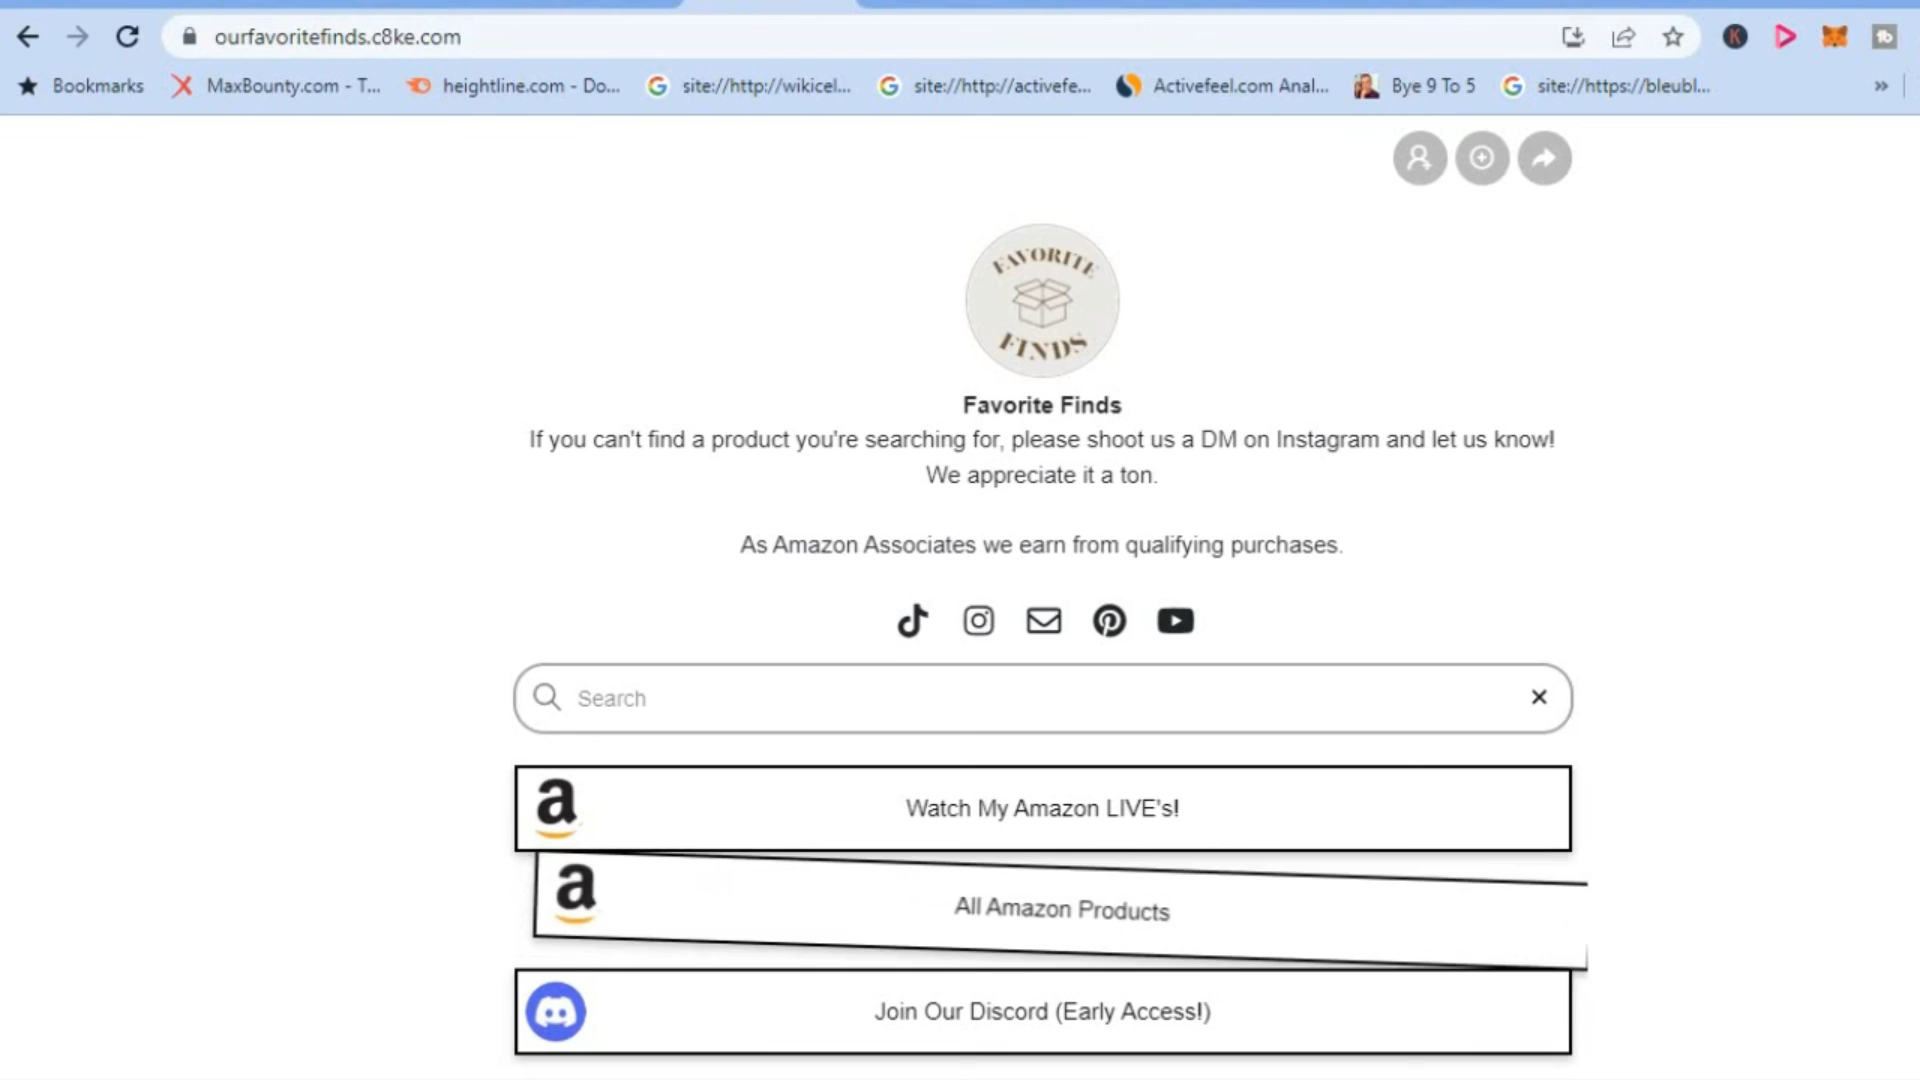 ourfavoritefinds.c8ke.com
K
Bookmarks
MaxBounty.com - T...
heightline.com - Do...
site://http://wikicel...
site://http://activefe...
Activefeel.com Anal...
Bye 9 To 5
site://https://bleubl...
»
FAVORITE
FINDS
Favorite Finds
If you can't find a product you're searching for, please shoot us a DM on Instagram and let us know!
We appreciate it a ton.
As Amazon Associates we earn from qualifying purchases.
Search
a Watch My Amazon LIVE's!
a All Amazon Products
Join Our Discord (Early Access!)